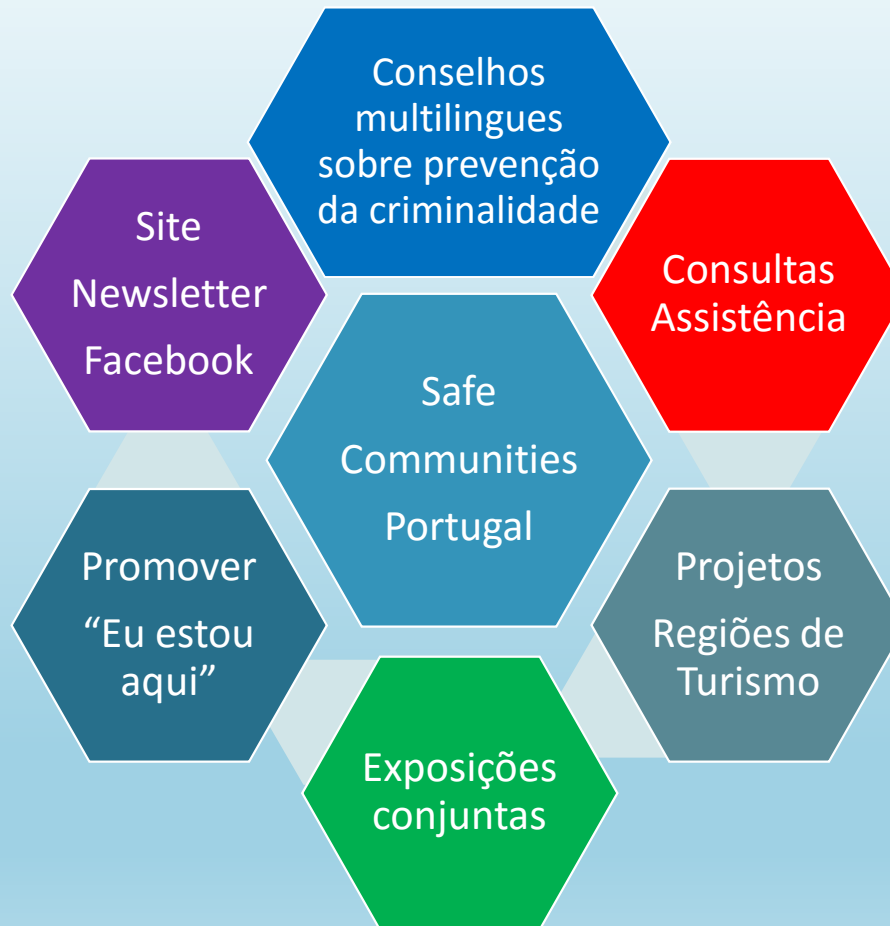 Conselhos
multilingues
sobre prevenção
da criminalidade
Site
Newsletter
Facebook
Consultas
Assistência
Safe
Communities
Portugal
Promover
“Eu estou
aqui”
Projetos
Regiões de
Turismo
Exposições
conjuntas